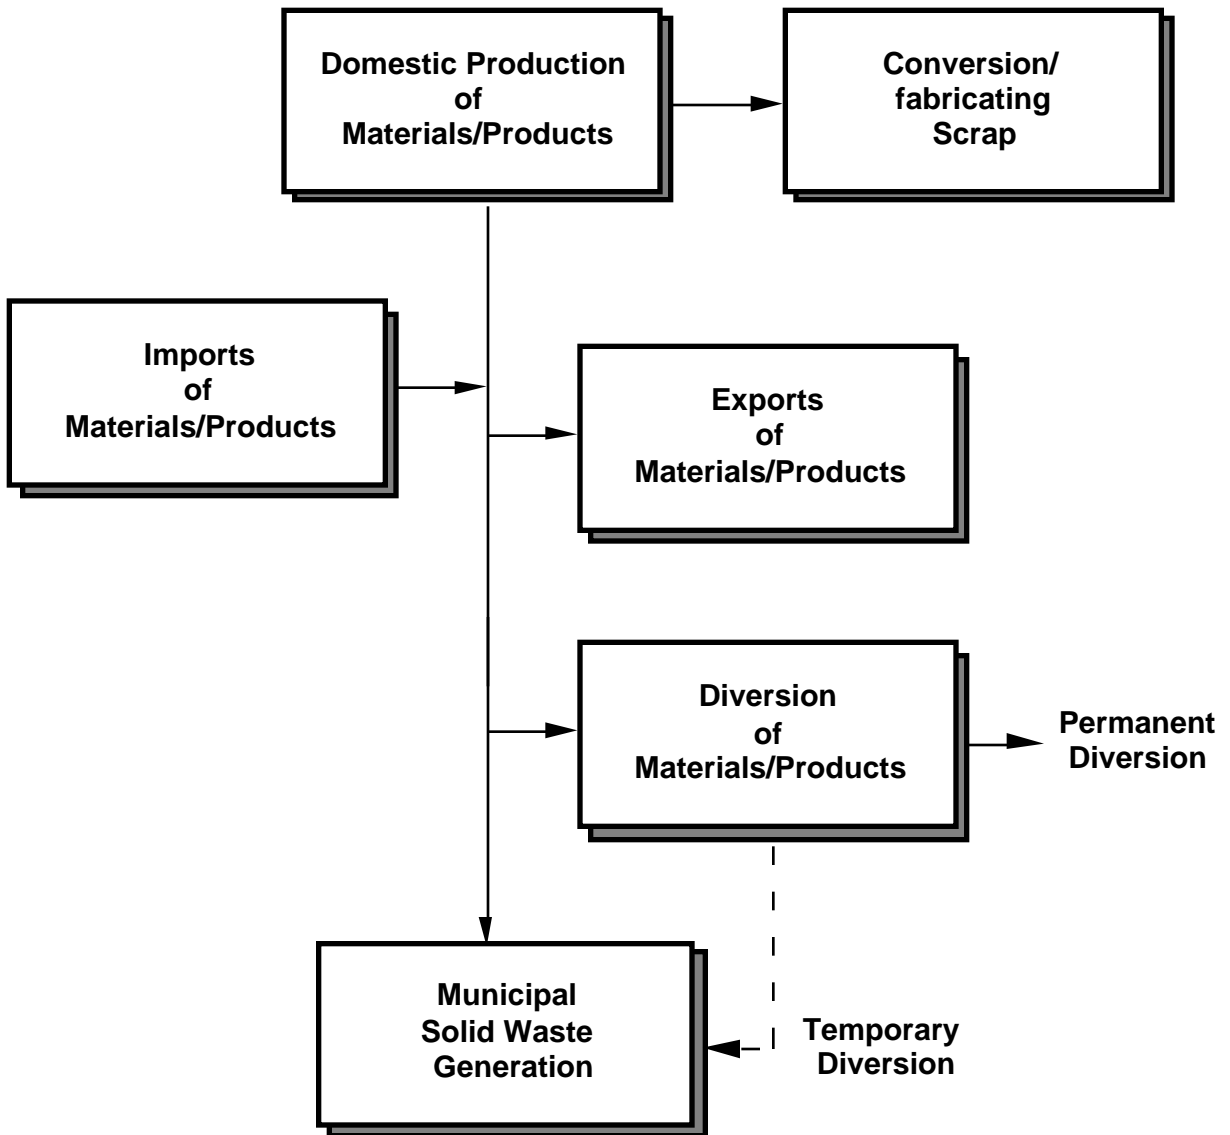 Domestic Production
of
Materials/Products
Conversion/
fabricating
Scrap
Imports
of
Materials/Products
Exports
of
Materials/Products
Diversion
of
Materials/Products
Permanent
Diversion
Municipal
Solid Waste
Generation
Temporary
Diversion